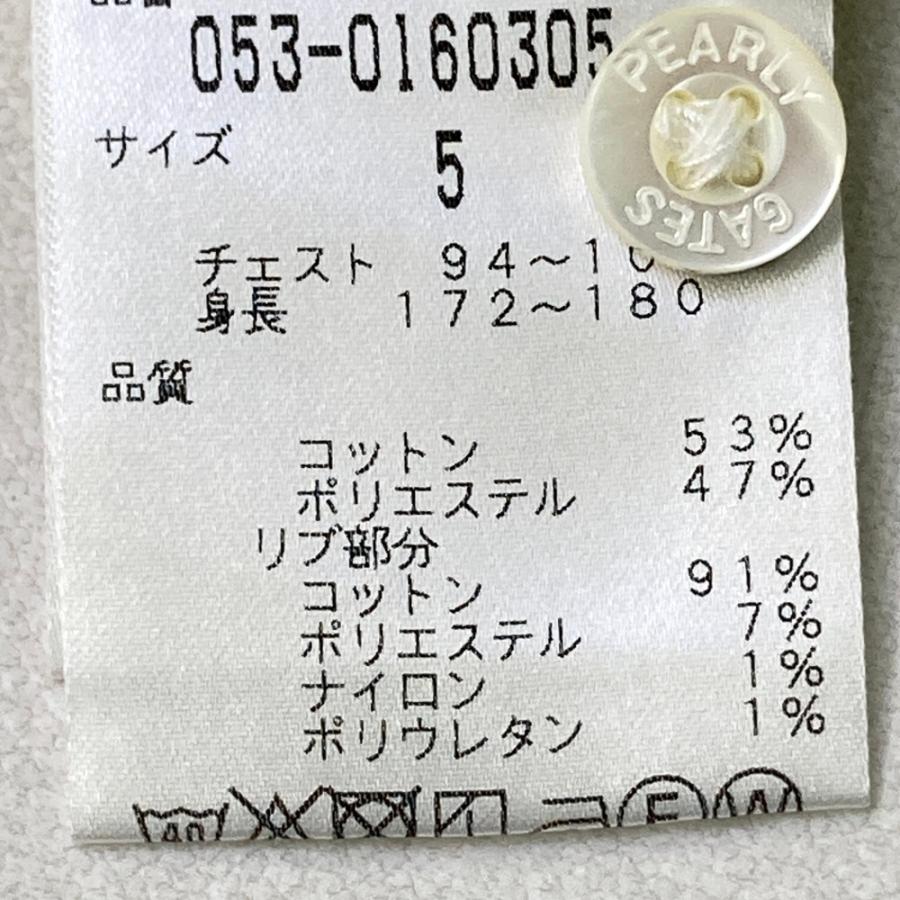 053-0160305
PEARLY
GATES
サイズ 5
チェスト 94~1
身長 172~180
品質
コットン 53%
ポリエステル 47%
リブ部分
コットン 91%
ポリエステル 7%
ナイロン 1%
ポリウレタン 1%
40 F W